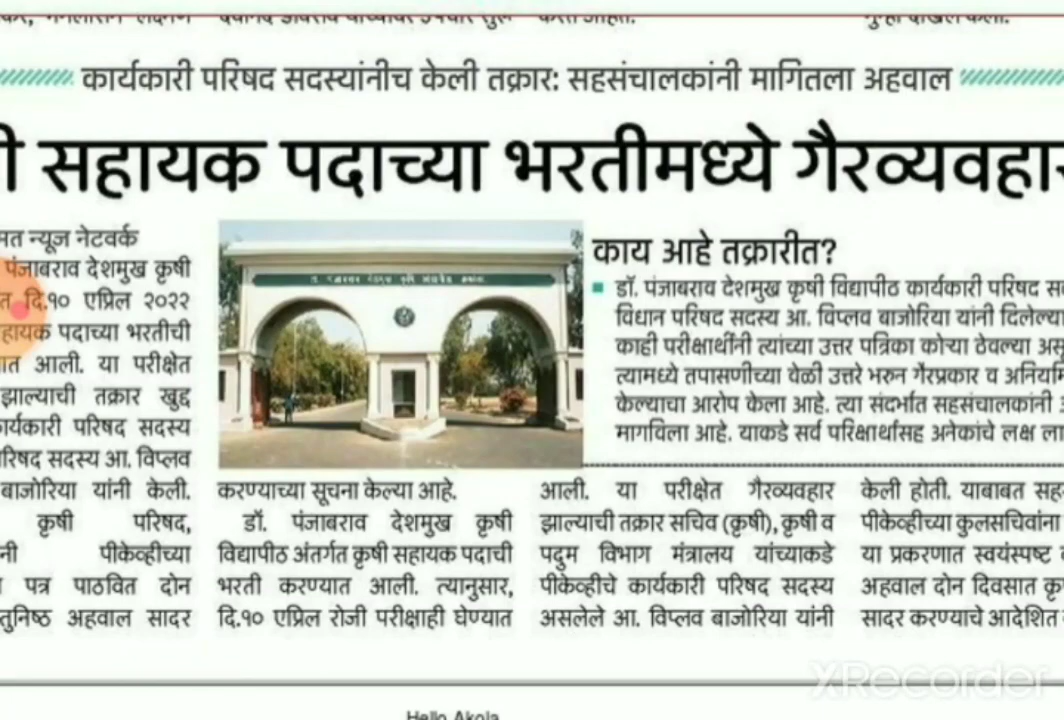 कार्यकारी परिषद सदस्यांनीच केली तक्रार: सहसंचालकांनी मागितला अहवाल
सहायक पदाच्या भरतीमध्ये गैरव्यवहार
न्यूज नेटवर्क
पंजाबराव देशमुख कृषी
दि.१० एप्रिल २०२२
पदाच्या भरतीची
आली. या परीक्षेत
झाल्याची तक्रार खुद्द
कार्यकारी परिषद सदस्य
सदस्य आ. विप्लव
बाजोरिया यांनी केली.
कृषी परिषद,
पीकेव्हीच्या
पत्र पाठवित दोन
अहवाल सादर
करण्याच्या सूचना केल्या आहे.
डॉ. पंजाबराव देशमुख कृषी
विद्यापीठ अंतर्गत कृषी सहायक पदाची
भरती करण्यात आली. त्यानुसार,
दि.१० एप्रिल रोजी परीक्षाही घेण्यात
काय आहे तक्रारीत?
डॉ. पंजाबराव देशमुख कृषी विद्यापीठ कार्यकारी परिषद
विधान परिषद सदस्य आ. विप्लव बाजोरिया यांनी दिलेल्या
काही परीक्षार्थींनी त्यांच्या उत्तर पत्रिका कोऱ्या ठेवल्या
त्यामध्ये तपासणीच्या वेळी उत्तरे भरुन गैरप्रकार व
केल्याचा आरोप केला आहे. त्या संदर्भात सहसंचालकांनी
मागविला आहे. याकडे सर्व परिक्षार्थासह अनेकांचे लक्ष
आली. या परीक्षेत गैरव्यवहार
झाल्याची तक्रार सचिव (कृषी), कृषी व
पदुम विभाग मंत्रालय यांच्याकडे
पीकेव्हीचे कार्यकारी परिषद सदस्य
असलेले आ. विप्लव बाजोरिया यांनी
केली होती. याबाबत
पीकेव्हीच्या कुलसचिवांना
या प्रकरणात स्वयंस्पष्ट
अहवाल दोन दिवसात
सादर करण्याचे आदेशित
XRecorder
Hello Akola